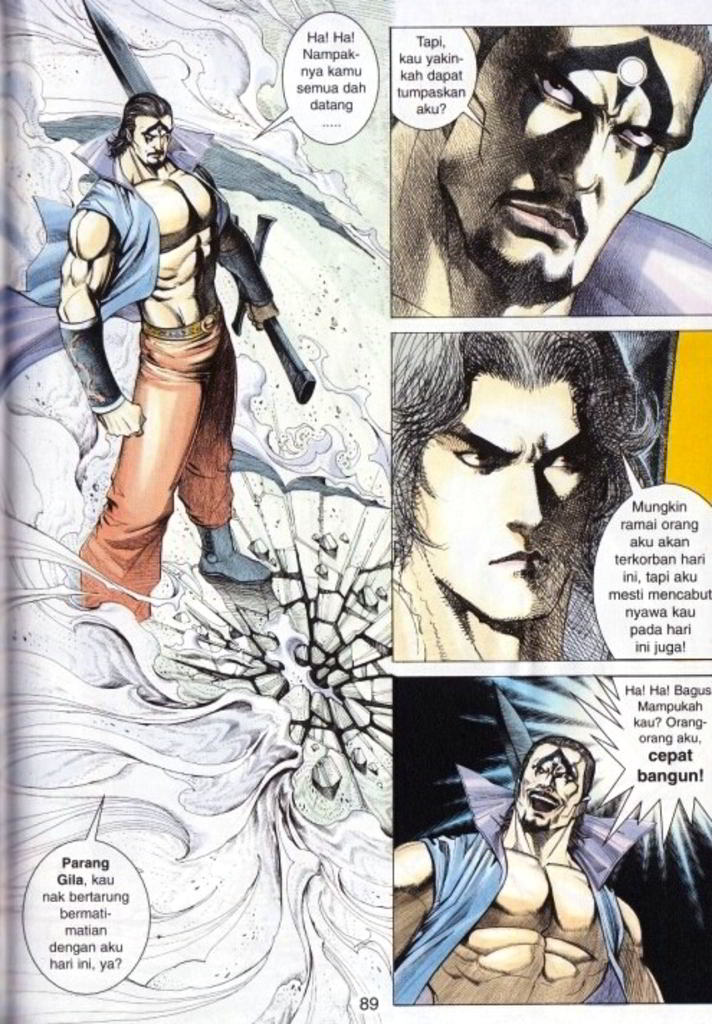 Ha! Ha!
Nampak-
nya kamu
semua dah
datang
.....
Parang
Gila, kau
nak bertarung
bermati-
matian
dengan aku
hari ini, ya?
Tapi,
kau yakin-
kah dapat
tumpaskan
aku?
Mungkin
ramai orang
aku akan
terkorban hari
ini, tapi aku
mesti mencabut
nyawa kau
pada hari
ini juga!
Ha! Ha! Bagus
Mampukah
kau? Orang-
orang aku,
cepat
bangun!
89